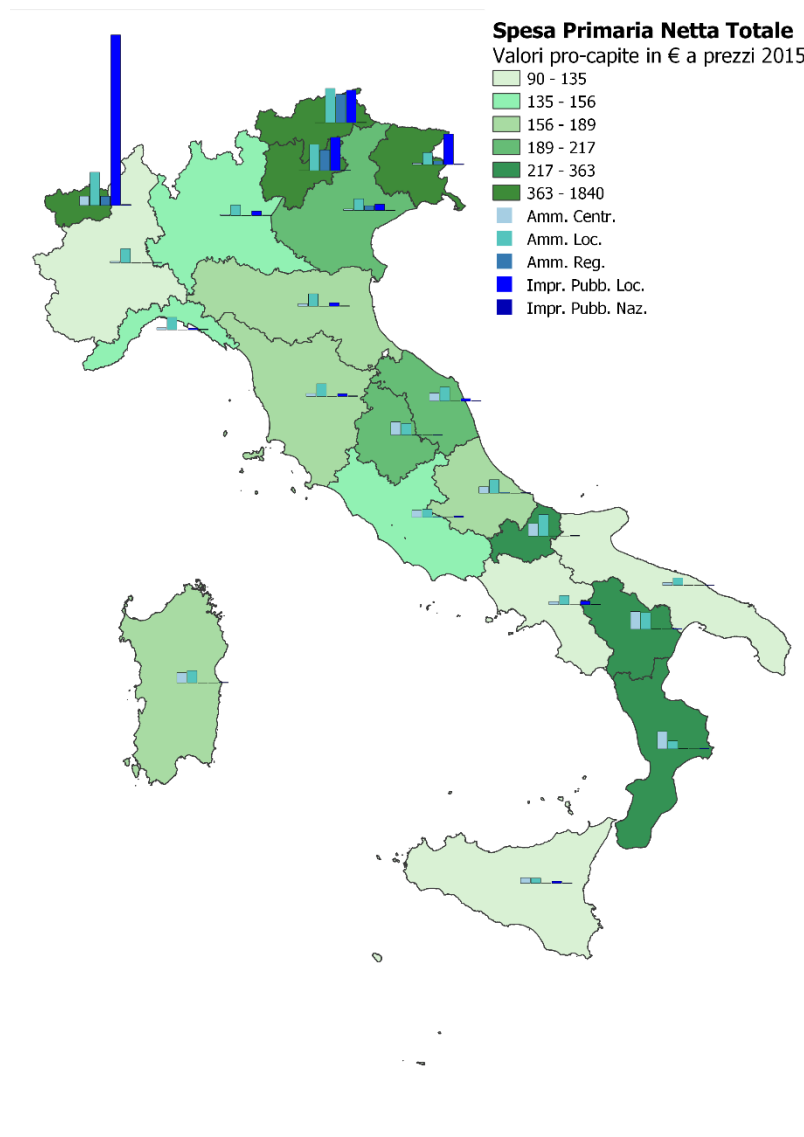 Spesa Primaria Netta Totale
Valori pro-capite in € a prezzi 2015
90 - 135
135 - 156
156 - 189
189 - 217
217 - 363
363 - 1840
Amm. Centr.
Amm. Loc.
Amm. Reg.
Impr. Pubb. Loc.
Impr. Pubb. Naz.